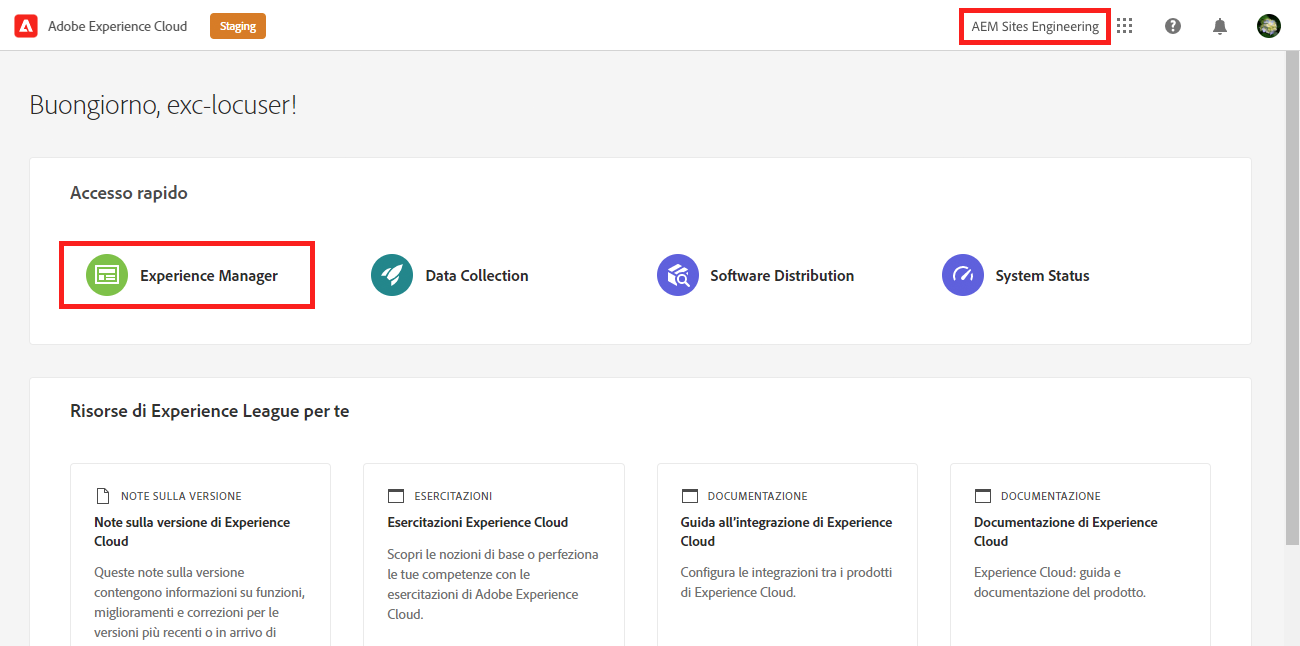 Adobe Experience Cloud
Staging
AEM Sites Engineering
Buongiorno, exc-locuser!
Accesso rapido
Experience Manager
Data Collection
Software Distribution
System Status
Risorse di Experience League per te
NOTE SULLA VERSIONE
Note sulla versione di Experience
Cloud
Queste note sulla versione
contengono informazioni su funzioni,
miglioramenti e correzioni per le
versioni più recenti o in arrivo di
ESERCITAZIONI
Esercitazioni Experience Cloud
Scopri le nozioni di base o perfeziona
le tue competenze con le
esercitazioni di Adobe Experience
Cloud.
DOCUMENTAZIONE
Guida all’integrazione di Experience
Cloud
Configura le integrazioni tra i prodotti
di Experience Cloud.
DOCUMENTAZIONE
Documentazione di Experience
Cloud
Experience Cloud: guida e
documentazione del prodotto.